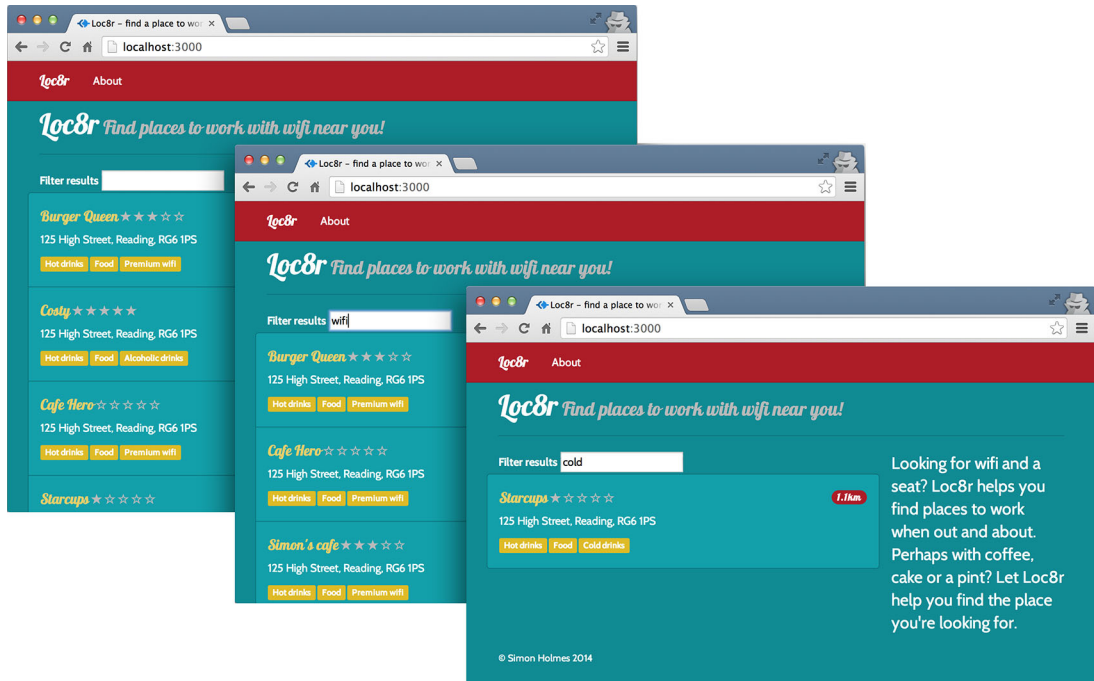 Loc8r - find a place to wor
localhost:3000
Loc8r About
Loc8r Find places to work with wifi near you!
Filter results
Burger Queen
125 High Street, Reading, RG6 1PS
Hot drinks Food Premium wifi
Costy
125 High Street, Reading, RG6 1PS
Hot drinks Food Alcoholic drinks
Cafe Hero
125 High Street, Reading, RG6 1PS
Hot drinks Food Premium wifi
Starcups
Loc8r - find a place to wor
localhost:3000
Loc8r About
Loc8r Find places to work with wifi near you!
Filter results wifi
Burger Queen
125 High Street, Reading, RG6 1PS
Hot drinks Food Premium wifi
Cafe Hero
125 High Street, Reading, RG6 1PS
Hot drinks Food Premium wifi
Simon's cafe
125 High Street, Reading, RG6 1PS
Hot drinks Food Premium wifi
Loc8r - find a place to wor
localhost:3000
Loc8r About
Loc8r Find places to work with wifi near you!
Filter results cold
Starcups 1.1km
125 High Street, Reading, RG6 1PS
Hot drinks Food Cold drinks
Looking for wifi and a
seat? Loc8r helps you
find places to work
when out and about.
Perhaps with coffee,
cake or a pint? Let Loc8r
help you find the place
you're looking for.
© Simon Holmes 2014